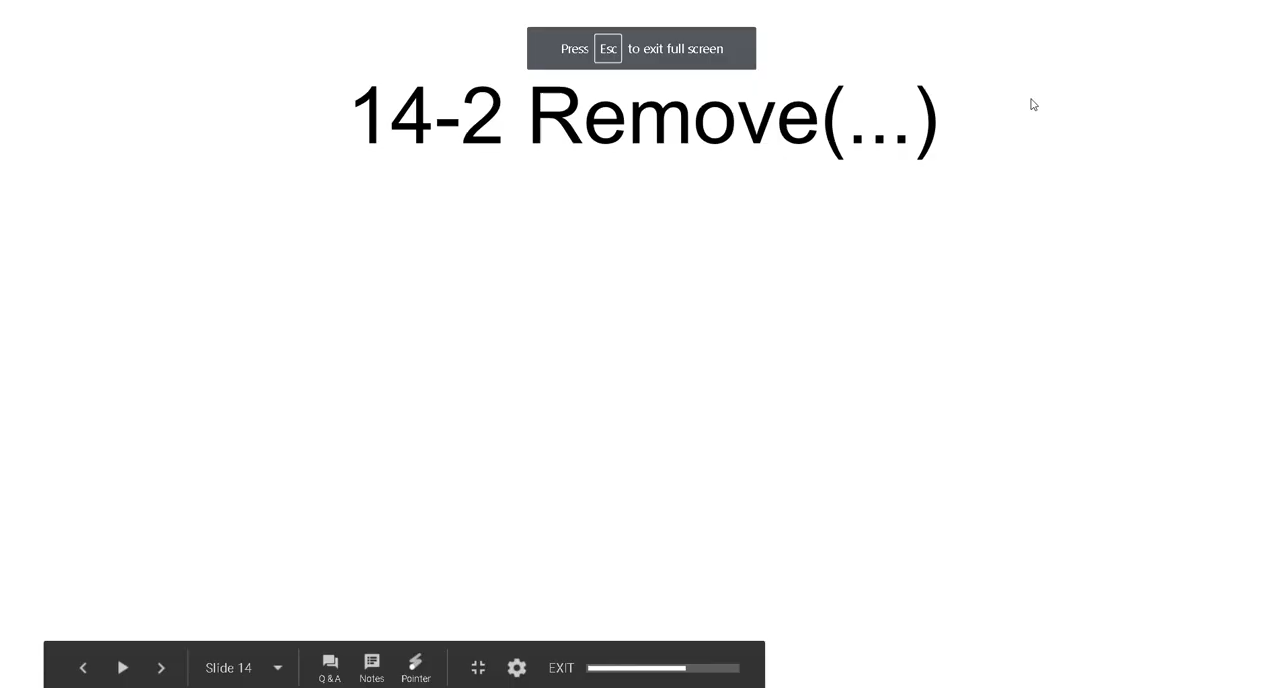 Press Esc to exit full screen
14-2 Remove(...)
Slide 14
Q & A
Notes
Pointer
EXIT